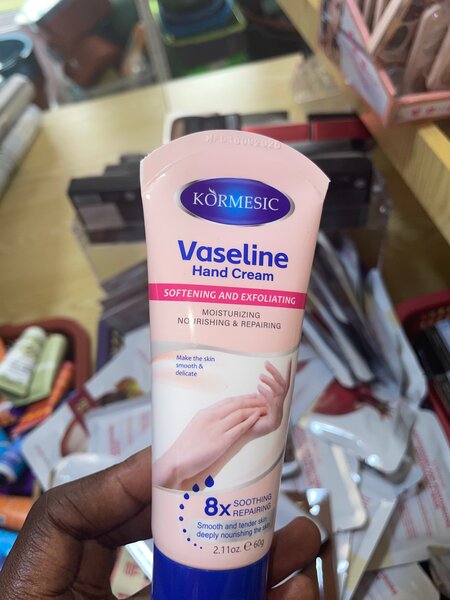 KORMESIC
Vaseline
Hand Cream
SOFTENING AND EXFOLIATING
MOISTURIZING
NOURISHING & REPAIRING
Make the skin
smooth &
delicate
8x SOOTHING
REPAIRING
Smooth and tender skin
deeply nourishing the skin
2.11oz. ℮ 60g